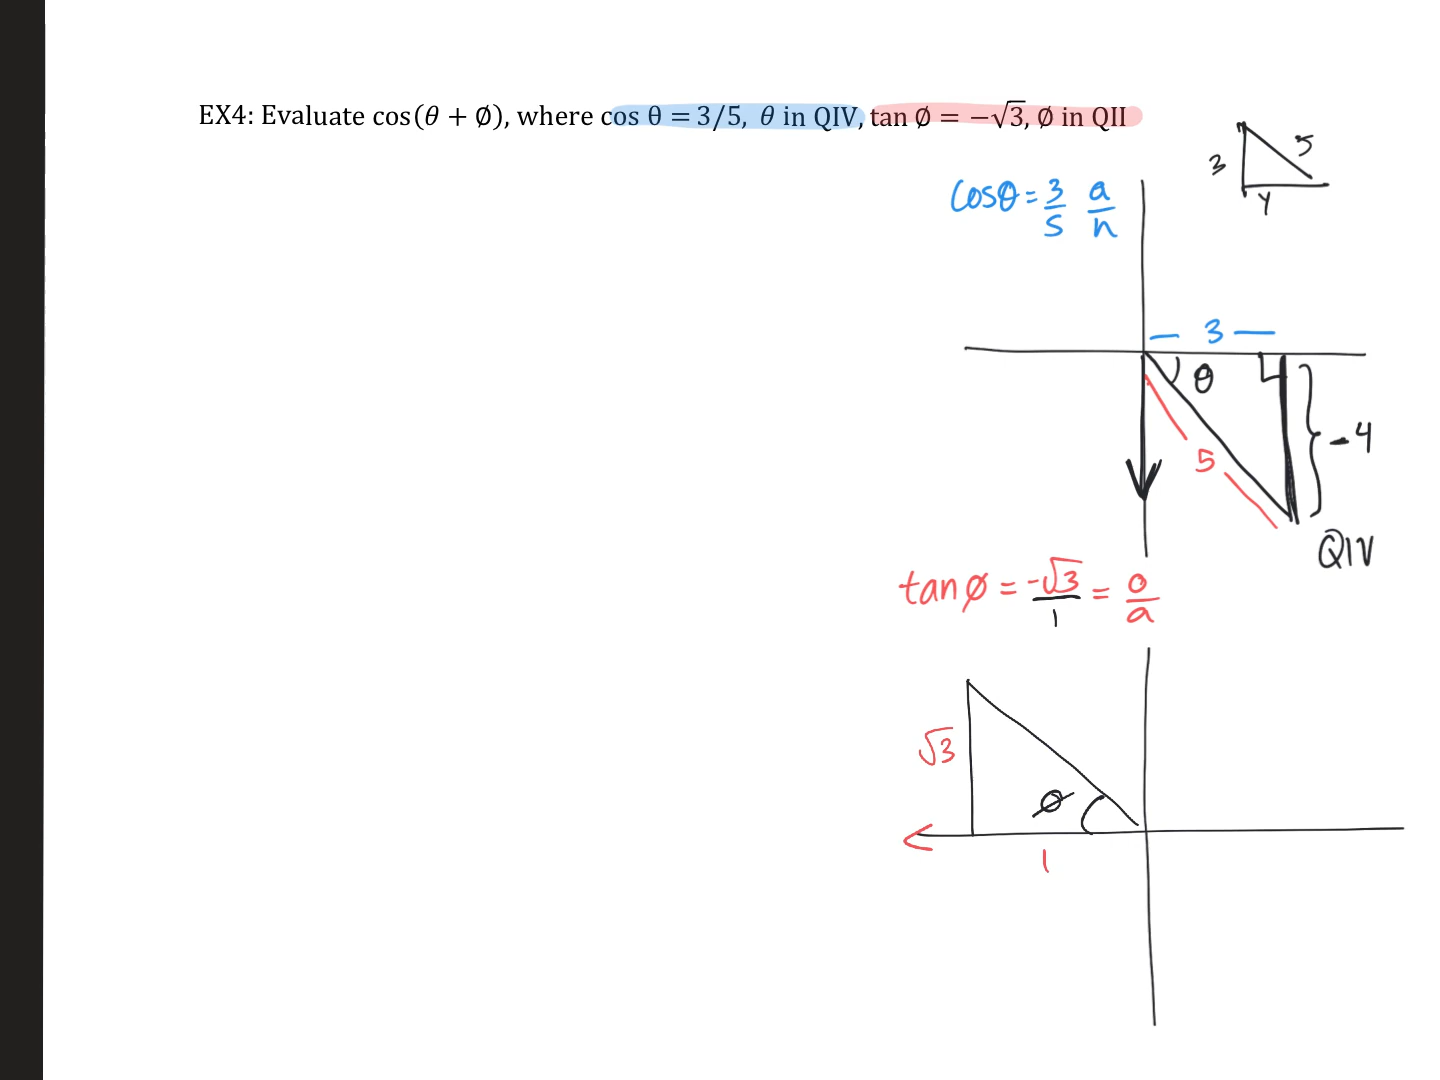 EX4: Evaluate cos(θ + ∅), where cos θ = 3/5, θ in QIV, tan ∅ = −√3, ∅ in QII
3 5
4
cosθ = 3/5 a/h
3
θ
-4
5
QIV
tan ∅ = -√3/1 = o/a
√3
∅
1